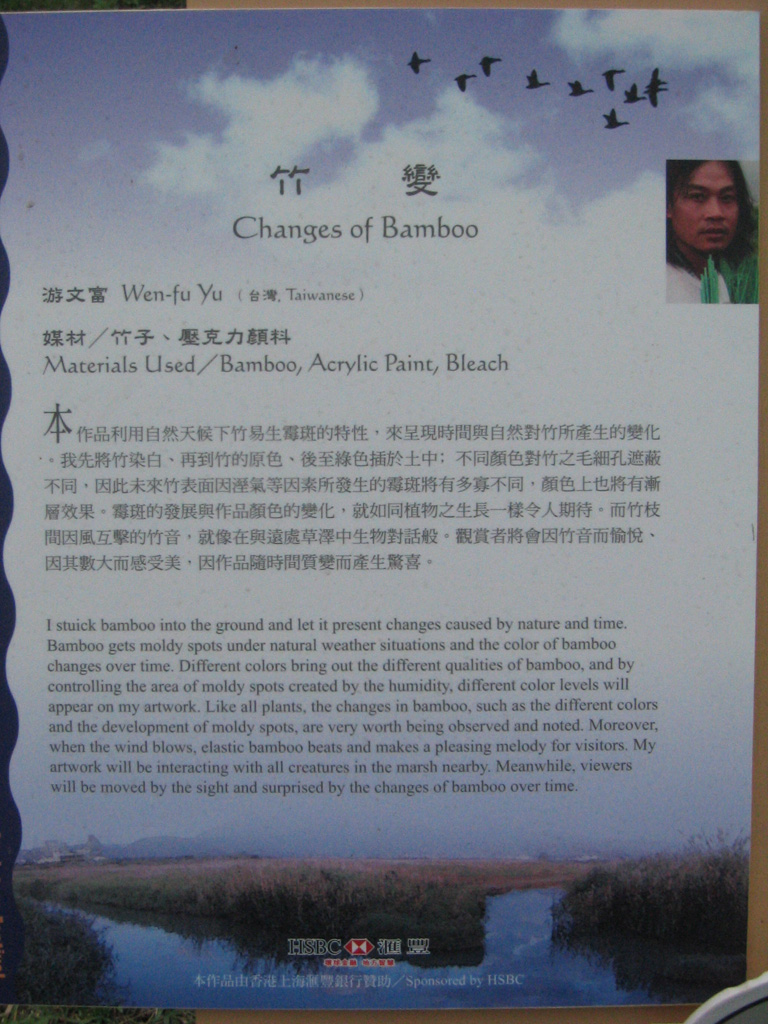 竹 變
Changes of Bamboo
游文富 Wen-fu Yu (台灣, Taiwanese)
媒材／竹子、壓克力顏料
Materials Used／Bamboo, Acrylic Paint, Bleach
本作品利用自然天候下竹易生霉斑的特性，來呈現時間與自然對竹所產生的變化
。我先將竹染白、再到竹的原色、後至綠色插於土中；不同顏色對竹之毛細孔遮蔽
不同，因此未來竹表面因溼氣等因素所發生的霉斑將有多寡不同，顏色上也將有漸
層效果。霉斑的發展與作品顏色的變化，就如同植物之生長一樣令人期待。而竹枝
間因風互擊的竹音，就像在與遠處草澤中生物對話般。觀賞者將會因竹音而愉悅、
因其數大而感受美，因作品隨時間質變而產生驚喜。
I stuick bamboo into the ground and let it present changes caused by nature and time.
Bamboo gets moldy spots under natural weather situations and the color of bamboo
changes over time. Different colors bring out the different qualities of bamboo, and by
controlling the area of moldy spots created by the humidity, different color levels will
appear on my artwork. Like all plants, the changes in bamboo, such as the different colors
and the development of moldy spots, are very worth being observed and noted. Moreover,
when the wind blows, elastic bamboo beats and makes a pleasing melody for visitors. My
artwork will be interacting with all creatures in the marsh nearby. Meanwhile, viewers
will be moved by the sight and surprised by the changes of bamboo over time.
HSBC 滙豐
環球金融 地方智慧
本作品由香港上海滙豐銀行贊助／Sponsored by HSBC